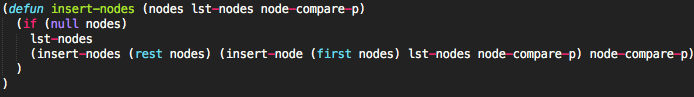 (defun insert-nodes (nodes lst-nodes node-compare-p)
  (if (null nodes)
    lst-nodes
    (insert-nodes (rest nodes) (insert-node (first nodes) lst-nodes node-compare-p) node-compare-p)
  )
)